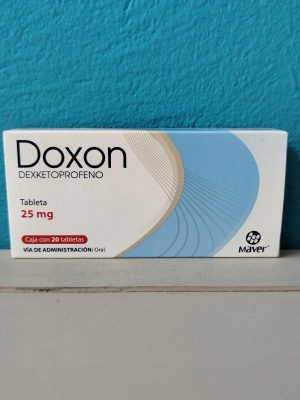 Doxon
DEXKETOPROFENO
Tableta
25 mg
Caja con 20 tabletas
VÍA DE ADMINISTRACIÓN: Oral.
Maver